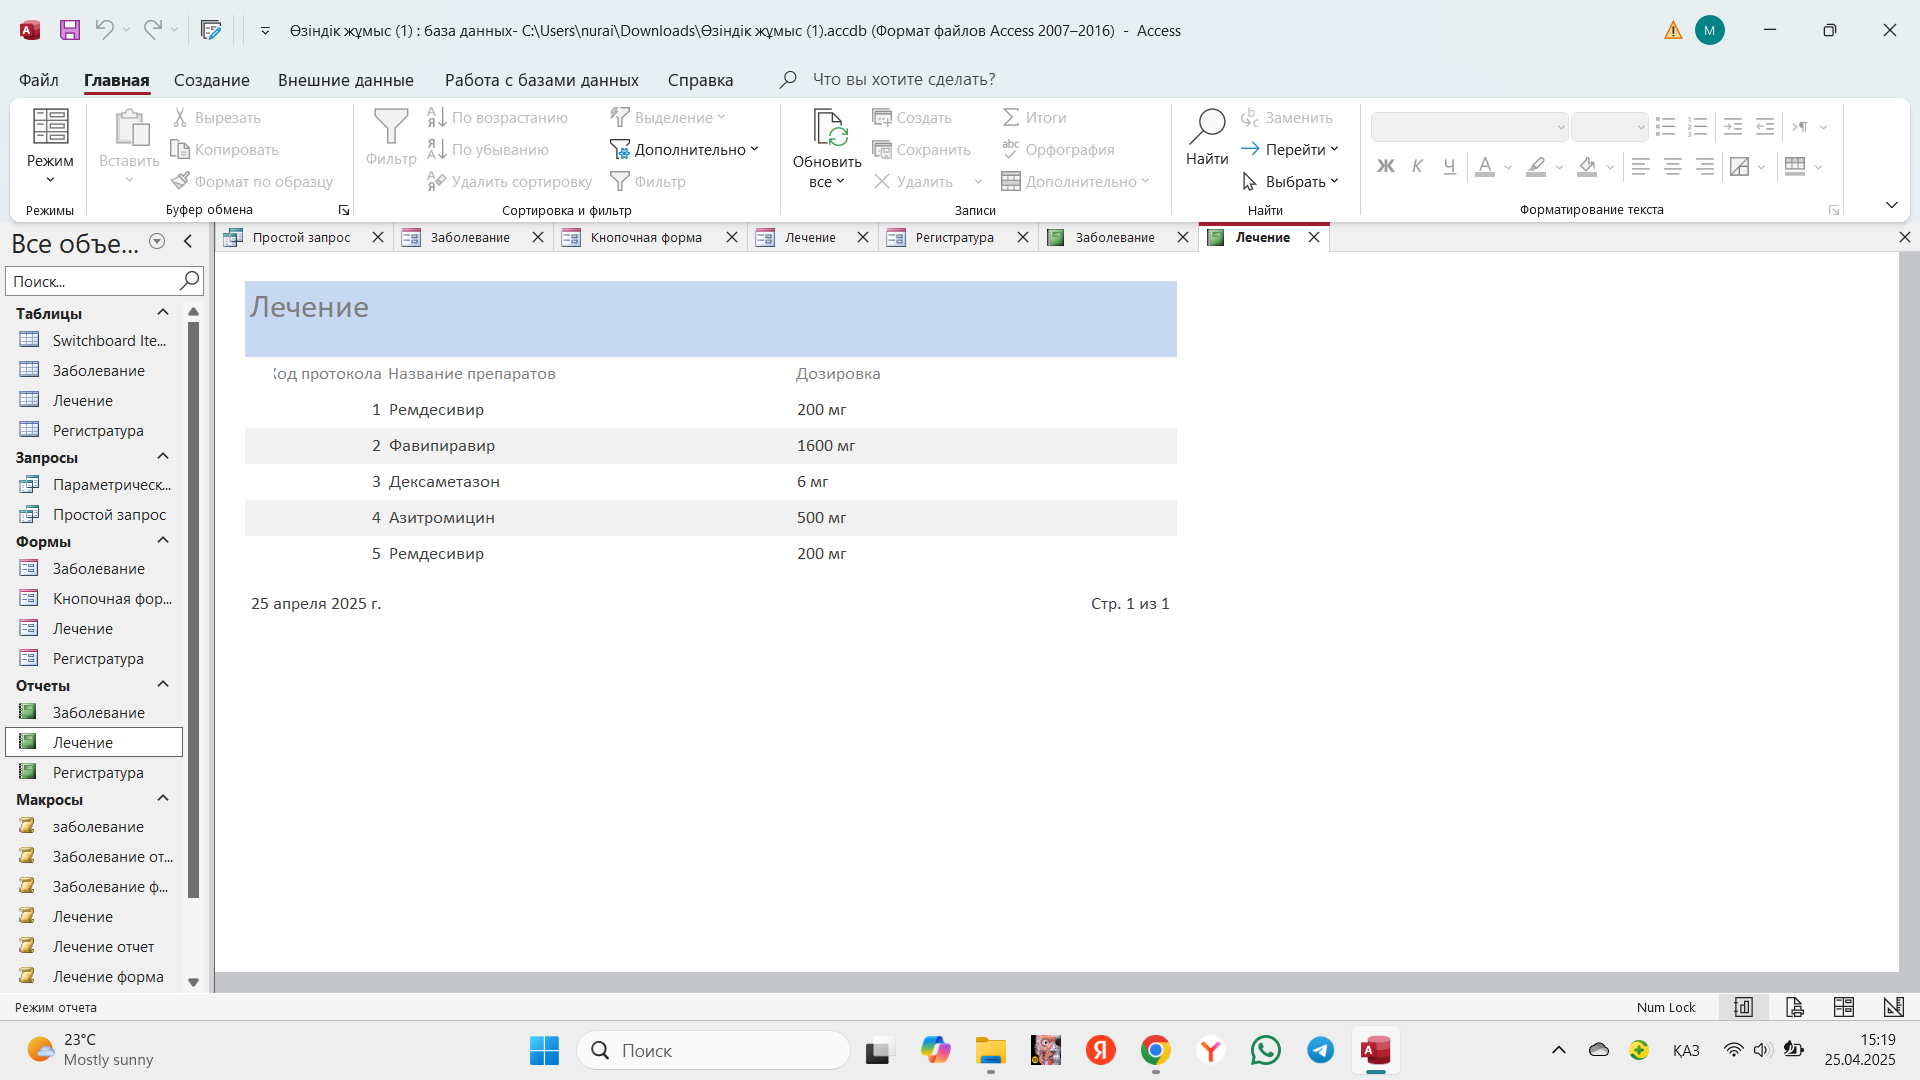 Өзіндік жұмыс (1) : база данных- C:\Users\nurai\Downloads\Өзіндік жұмыс (1).accdb (Формат файлов Access 2007–2016) - Access
M
Файл Главная Создание Внешние данные Работа с базами данных Справка Что вы хотите сделать?
Режим
Режимы
Вставить
Вырезать
Копировать
Формат по образцу
Буфер обмена
Фильтр
По возрастанию
По убыванию
Удалить сортировку
Выделение
Дополнительно
Фильтр
Сортировка и фильтр
Обновить
все
Создать
Сохранить
Удалить
Итоги
Орфография
Дополнительно
Записи
Найти
Заменить
Перейти
Выбрать
Найти
Ж К Ч
Форматирование текста
Все объе...
Поиск...
Таблицы
Switchboard Ite...
Заболевание
Лечение
Регистратура
Запросы
Параметрическ...
Простой запрос
Формы
Заболевание
Кнопочная фор...
Лечение
Регистратура
Отчеты
Заболевание
Лечение
Регистратура
Макросы
заболевание
Заболевание от...
Заболевание ф...
Лечение
Лечение отчет
Лечение форма
Простой запрос Заболевание Кнопочная форма Лечение Регистратура Заболевание Лечение
Лечение
Код протокола Название препаратов Дозировка
1 Ремдесивир 200 мг
2 Фавипиравир 1600 мг
3 Дексаметазон 6 мг
4 Азитромицин 500 мг
5 Ремдесивир 200 мг
25 апреля 2025 г. Стр. 1 из 1
Режим отчета Num Lock
23°C
Mostly sunny
Поиск
ҚАЗ
15:19
25.04.2025